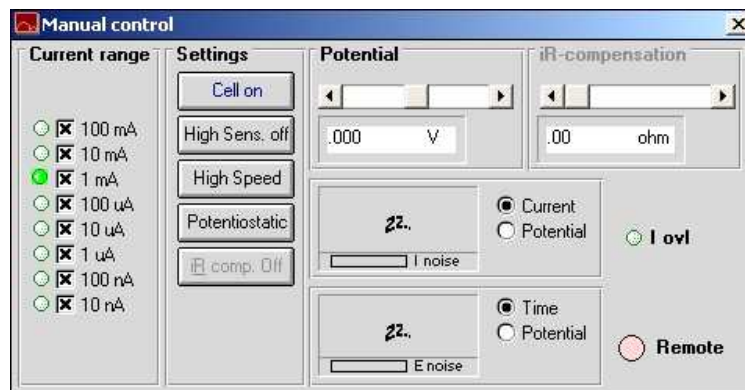 Manual control
Current range
100 mA
10 mA
1 mA
100 uA
10 uA
1 uA
100 nA
10 nA
Settings
Cell on
High Sens. off
High Speed
Potentiostatic
iR comp. Off
Potential
.000 V
iR-compensation
.00 ohm
I noise
Current
Potential
I ovl
E noise
Time
Potential
Remote